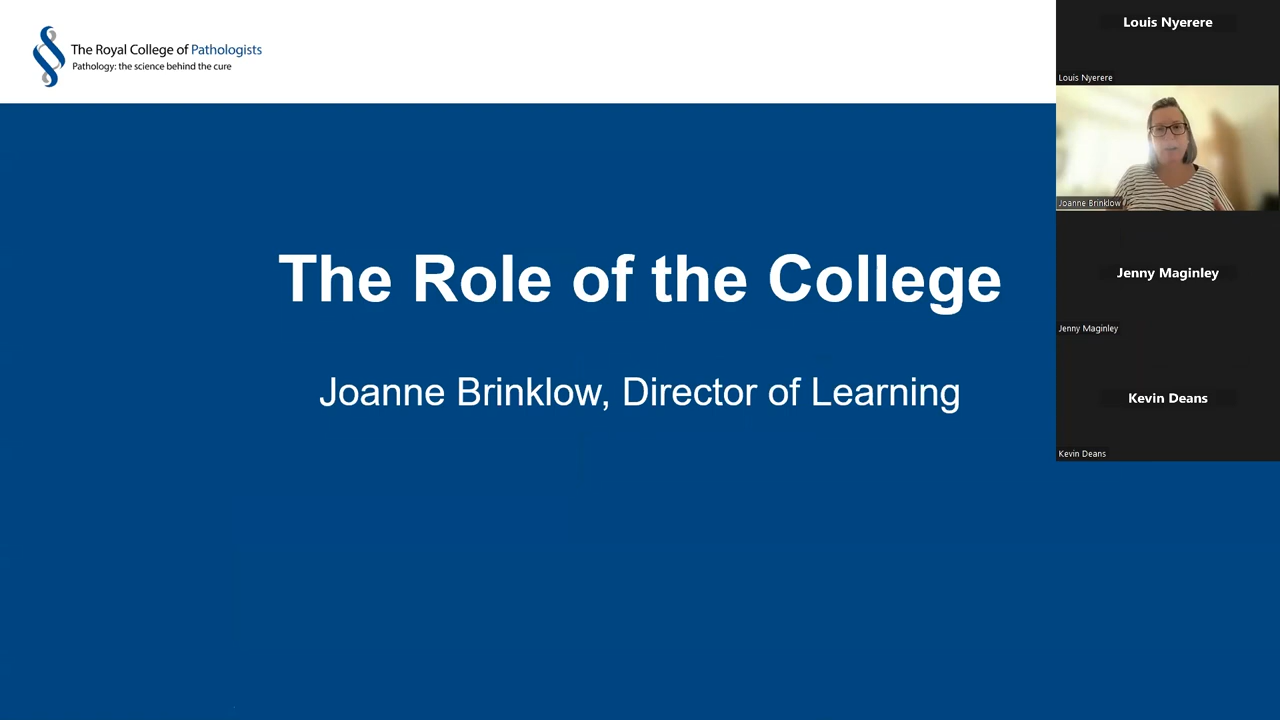 The Royal College of Pathologists
Pathology: the science behind the cure
The Role of the College
Joanne Brinklow, Director of Learning
Louis Nyerere
Louis Nyerere
Joanne Brinklow
Jenny Maginley
Jenny Maginley
Kevin Deans
Kevin Deans